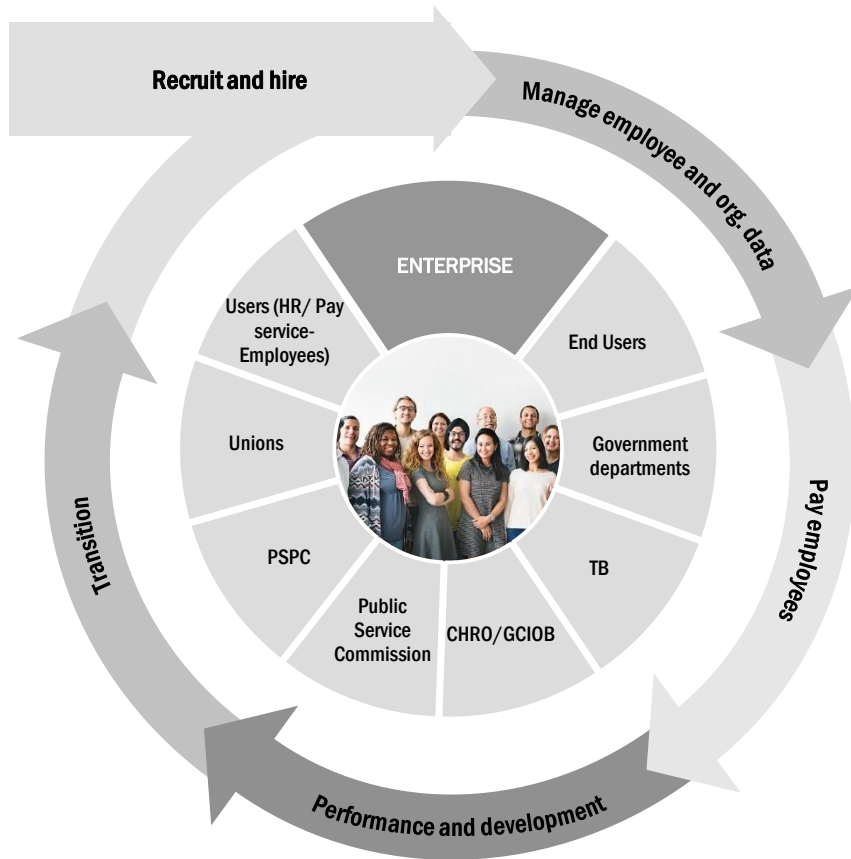 Recruit and hire
Manage employee and org. data
Pay employees
Performance and development
Transition
ENTERPRISE
End Users
Government
departments
TB
CHRO/GCIOB
Public
Service
Commission
PSPC
Unions
Users (HR/ Pay
service-
Employees)